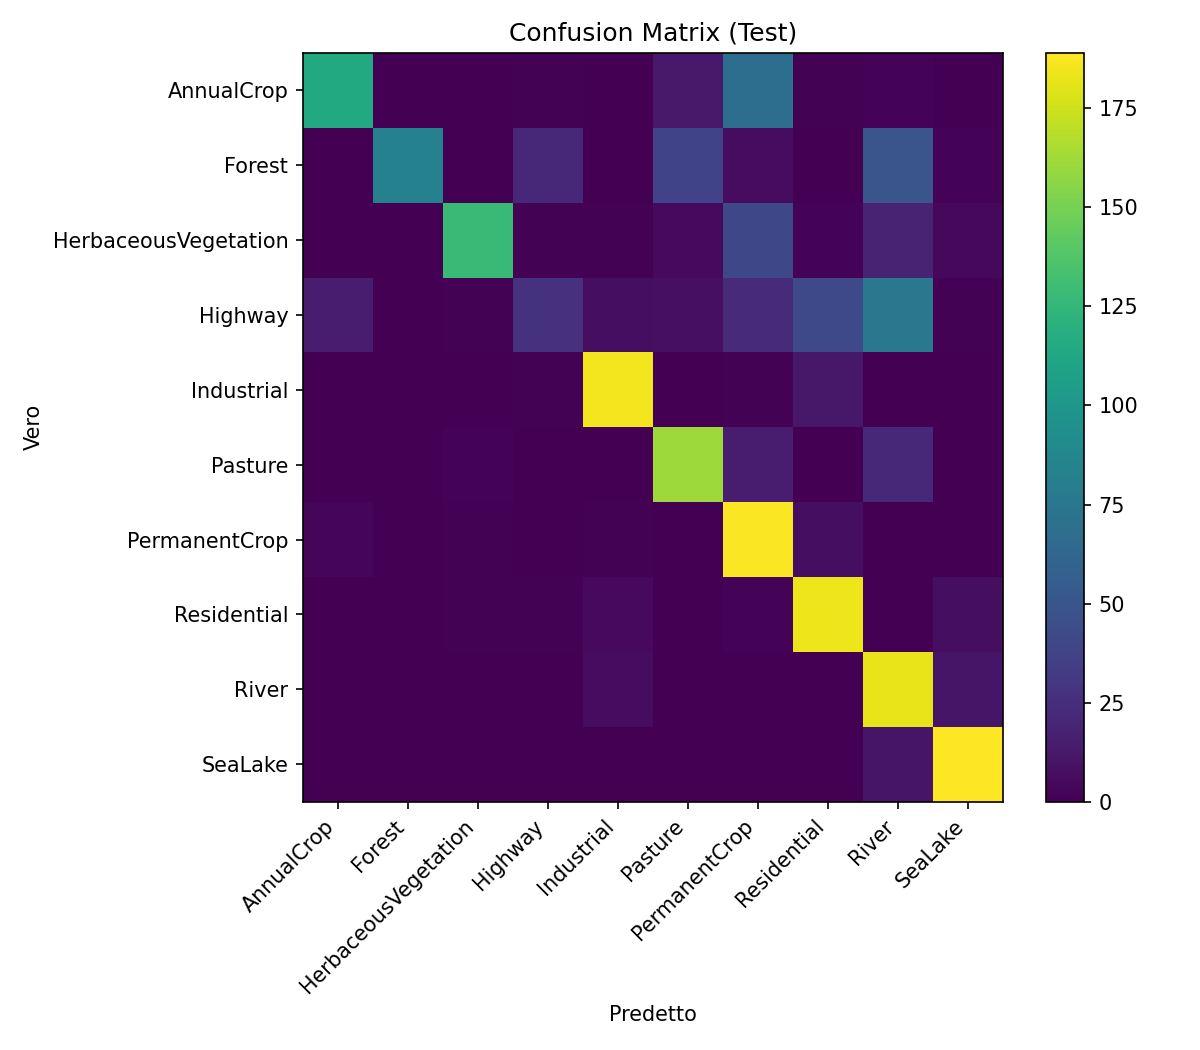 Confusion Matrix (Test)
AnnualCrop
Forest
HerbaceousVegetation
Highway
Industrial
Pasture
PermanentCrop
Residential
River
SeaLake
Vero
AnnualCrop
Forest
HerbaceousVegetation
Highway
Industrial
Pasture
PermanentCrop
Residential
River
SeaLake
Predetto
175
150
125
100
75
50
25
0